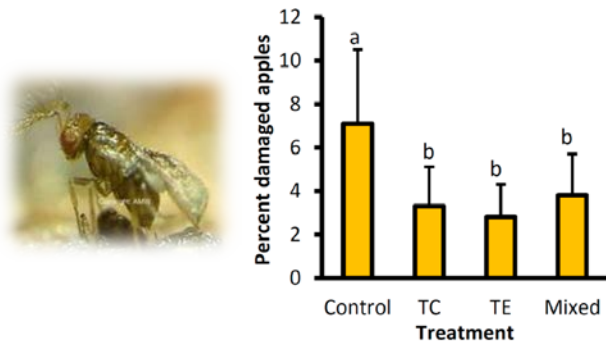 12
10
8
6
4
2
0
Percent damaged apples
a
b
b
b
Control TC TE Mixed
Treatment